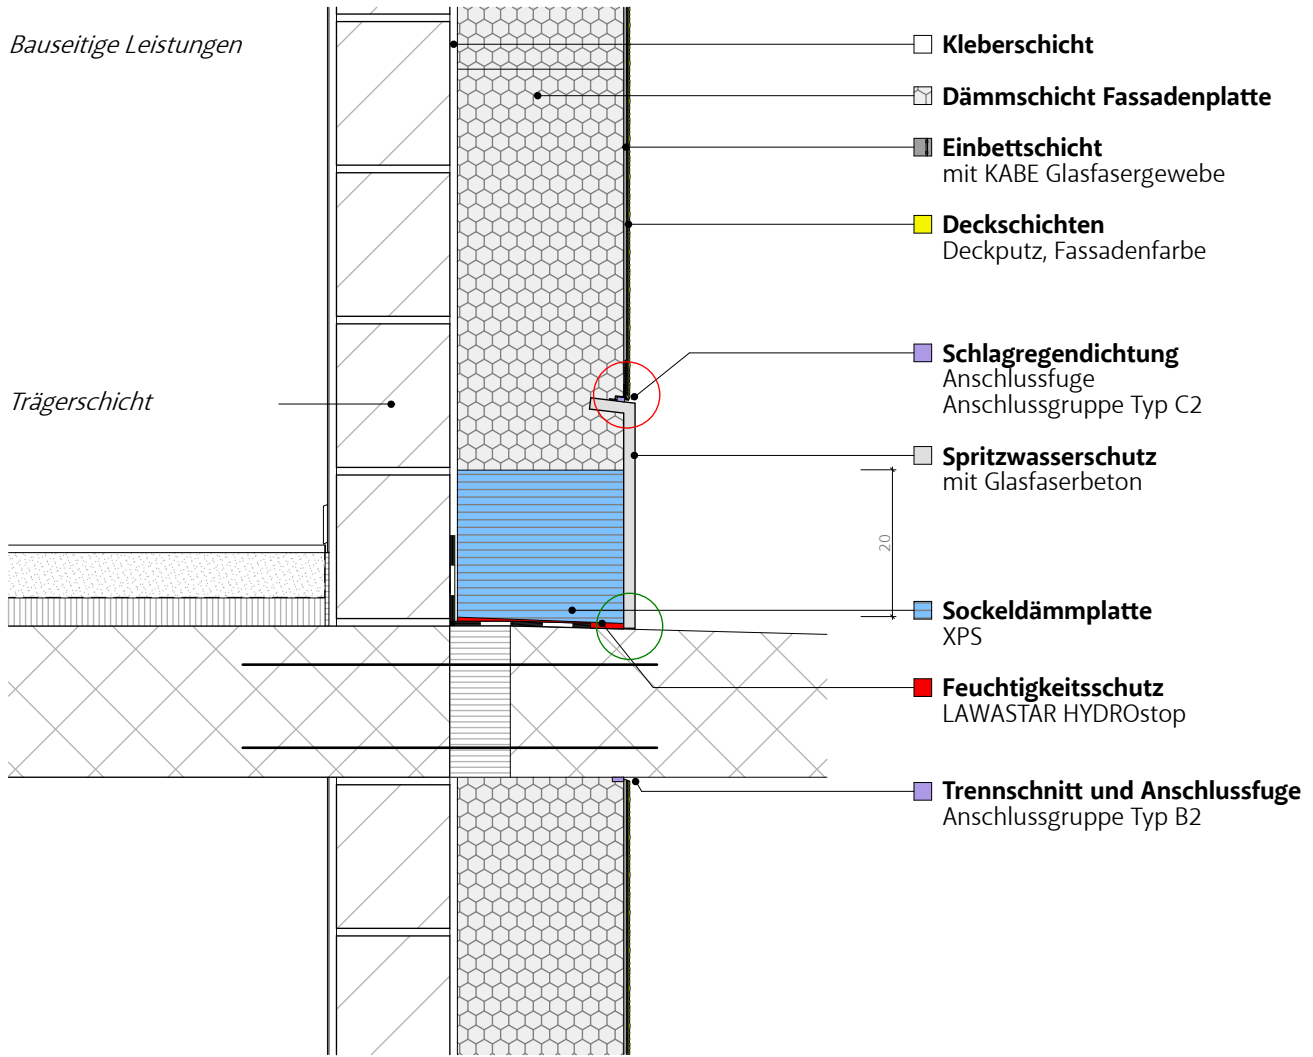 Bauseitige Leistungen
Kleberschicht
Dämmschicht Fassadenplatte
Einbettschicht
mit KABE Glasfasergewebe
Deckschichten
Deckputz, Fassadenfarbe
Schlagregendichtung
Anschlussfuge
Anschlussgruppe Typ C2
Trägerschicht
Spritzwasserschutz
mit Glasfaserbeton
20
Sockeldämmplatte
XPS
Feuchtigkeitsschutz
LAWASTAR HYDROstop
Trennschnitt und Anschlussfuge
Anschlussgruppe Typ B2